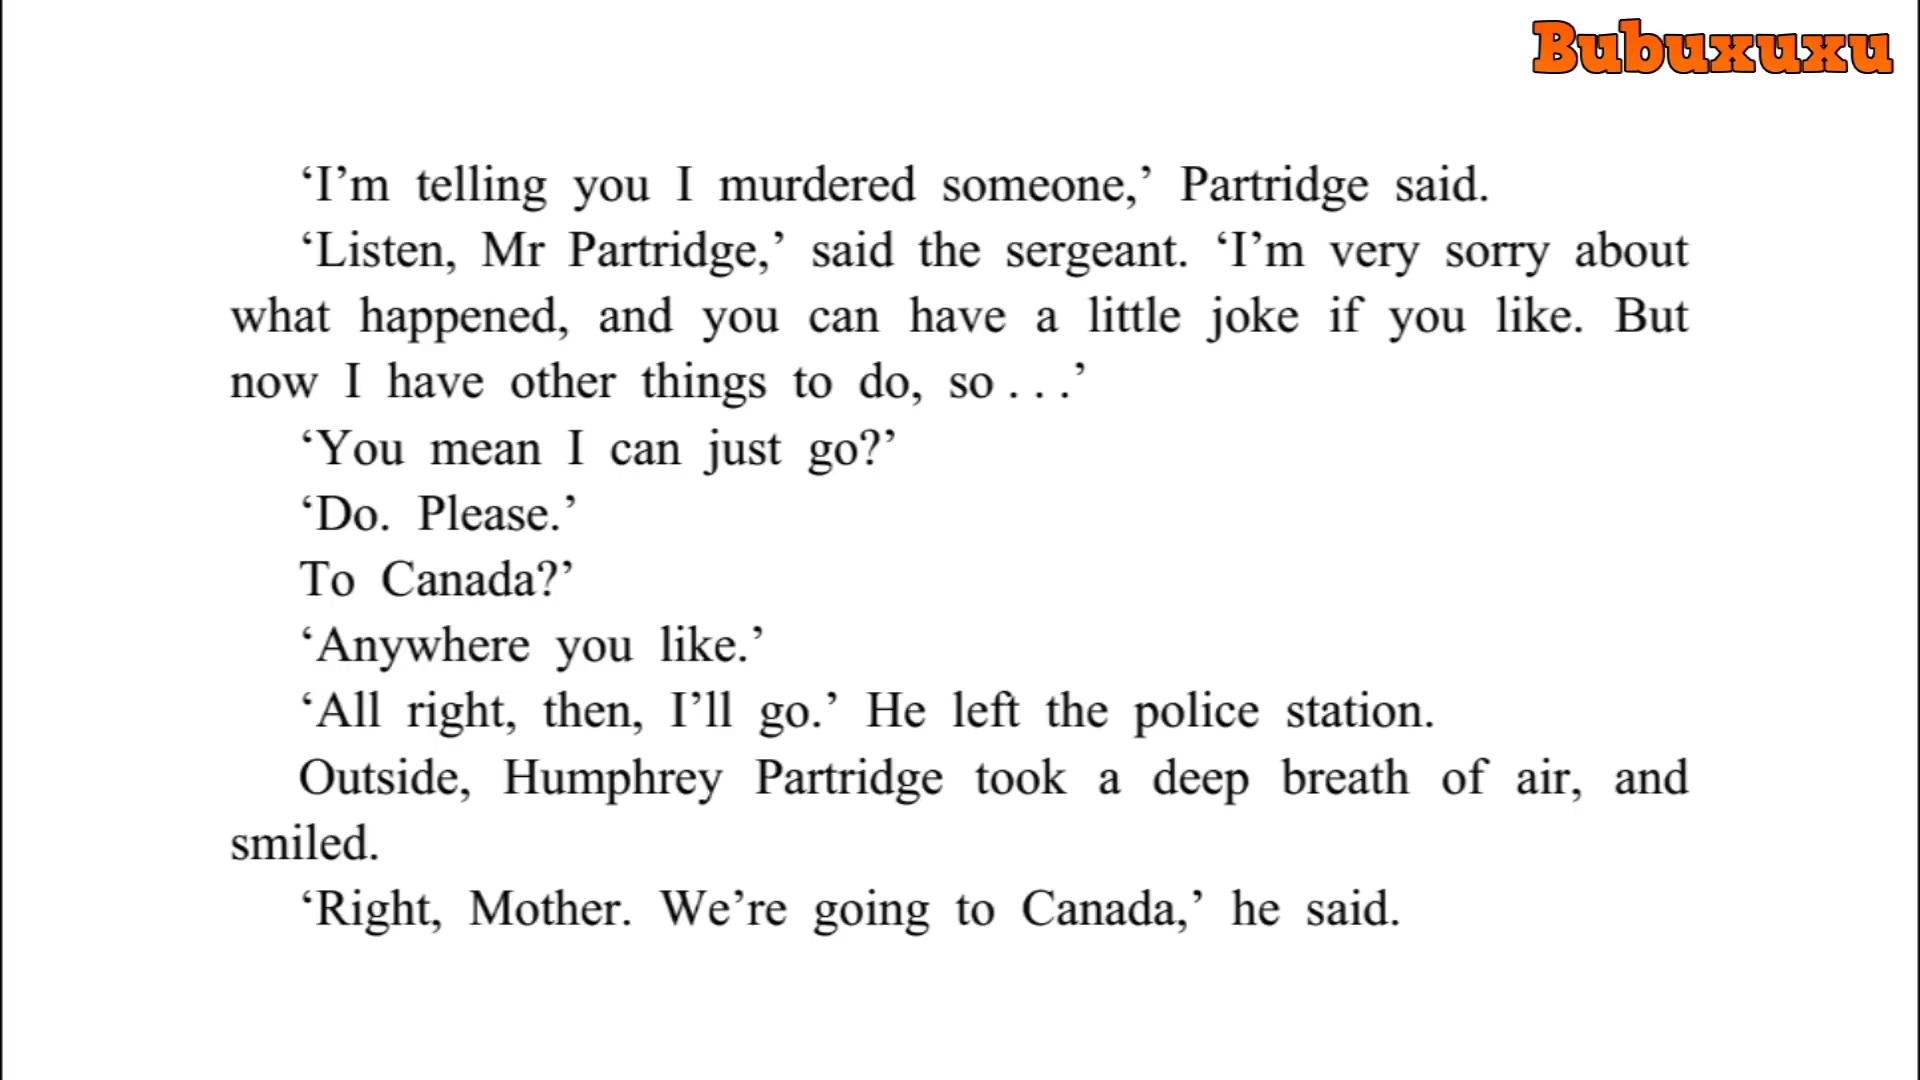 Bubuxuxu
‘I’m telling you I murdered someone,’ Partridge said.
‘Listen, Mr Partridge,’ said the sergeant. ‘I’m very sorry about
what happened, and you can have a little joke if you like. But
now I have other things to do, so . . .’
‘You mean I can just go?’
‘Do. Please.’
To Canada?’
‘Anywhere you like.’
‘All right, then, I’ll go.’ He left the police station.
Outside, Humphrey Partridge took a deep breath of air, and
smiled.
‘Right, Mother. We’re going to Canada,’ he said.